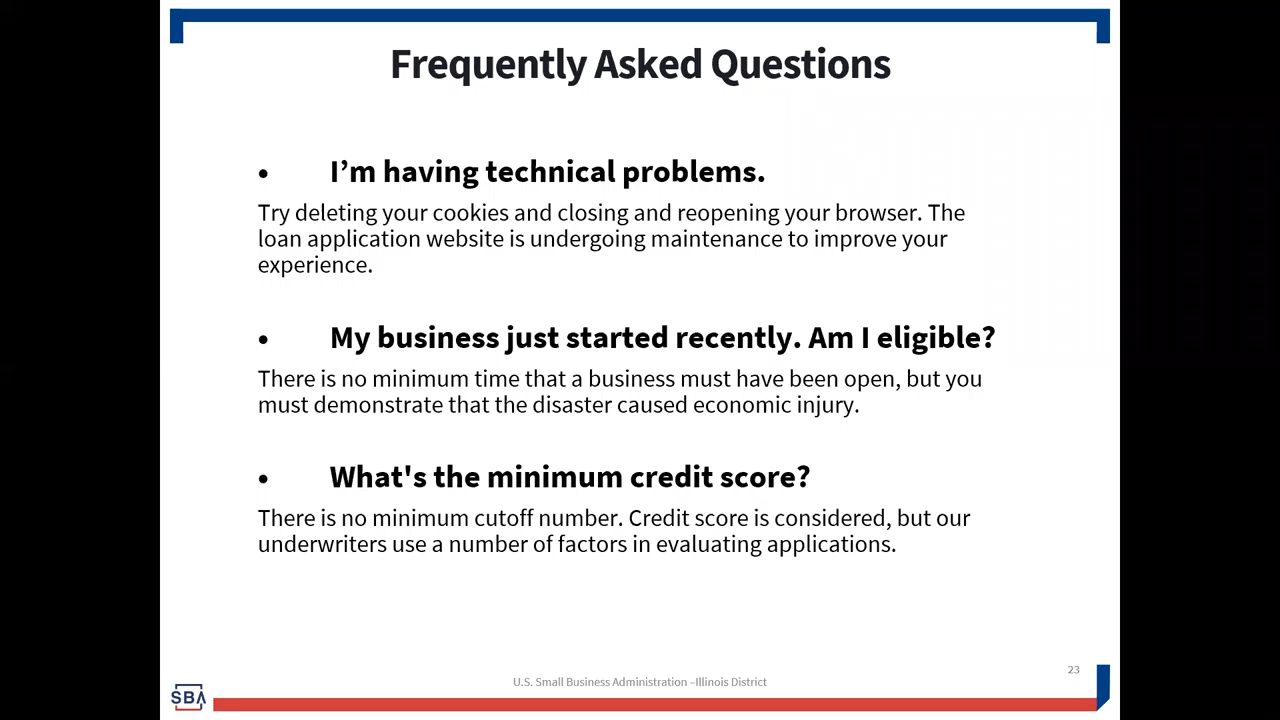 Frequently Asked Questions
• I’m having technical problems.
Try deleting your cookies and closing and reopening your browser. The
loan application website is undergoing maintenance to improve your
experience.
• My business just started recently. Am I eligible?
There is no minimum time that a business must have been open, but you
must demonstrate that the disaster caused economic injury.
• What's the minimum credit score?
There is no minimum cutoff number. Credit score is considered, but our
underwriters use a number of factors in evaluating applications.
23
U.S. Small Business Administration –Illinois District
SBA